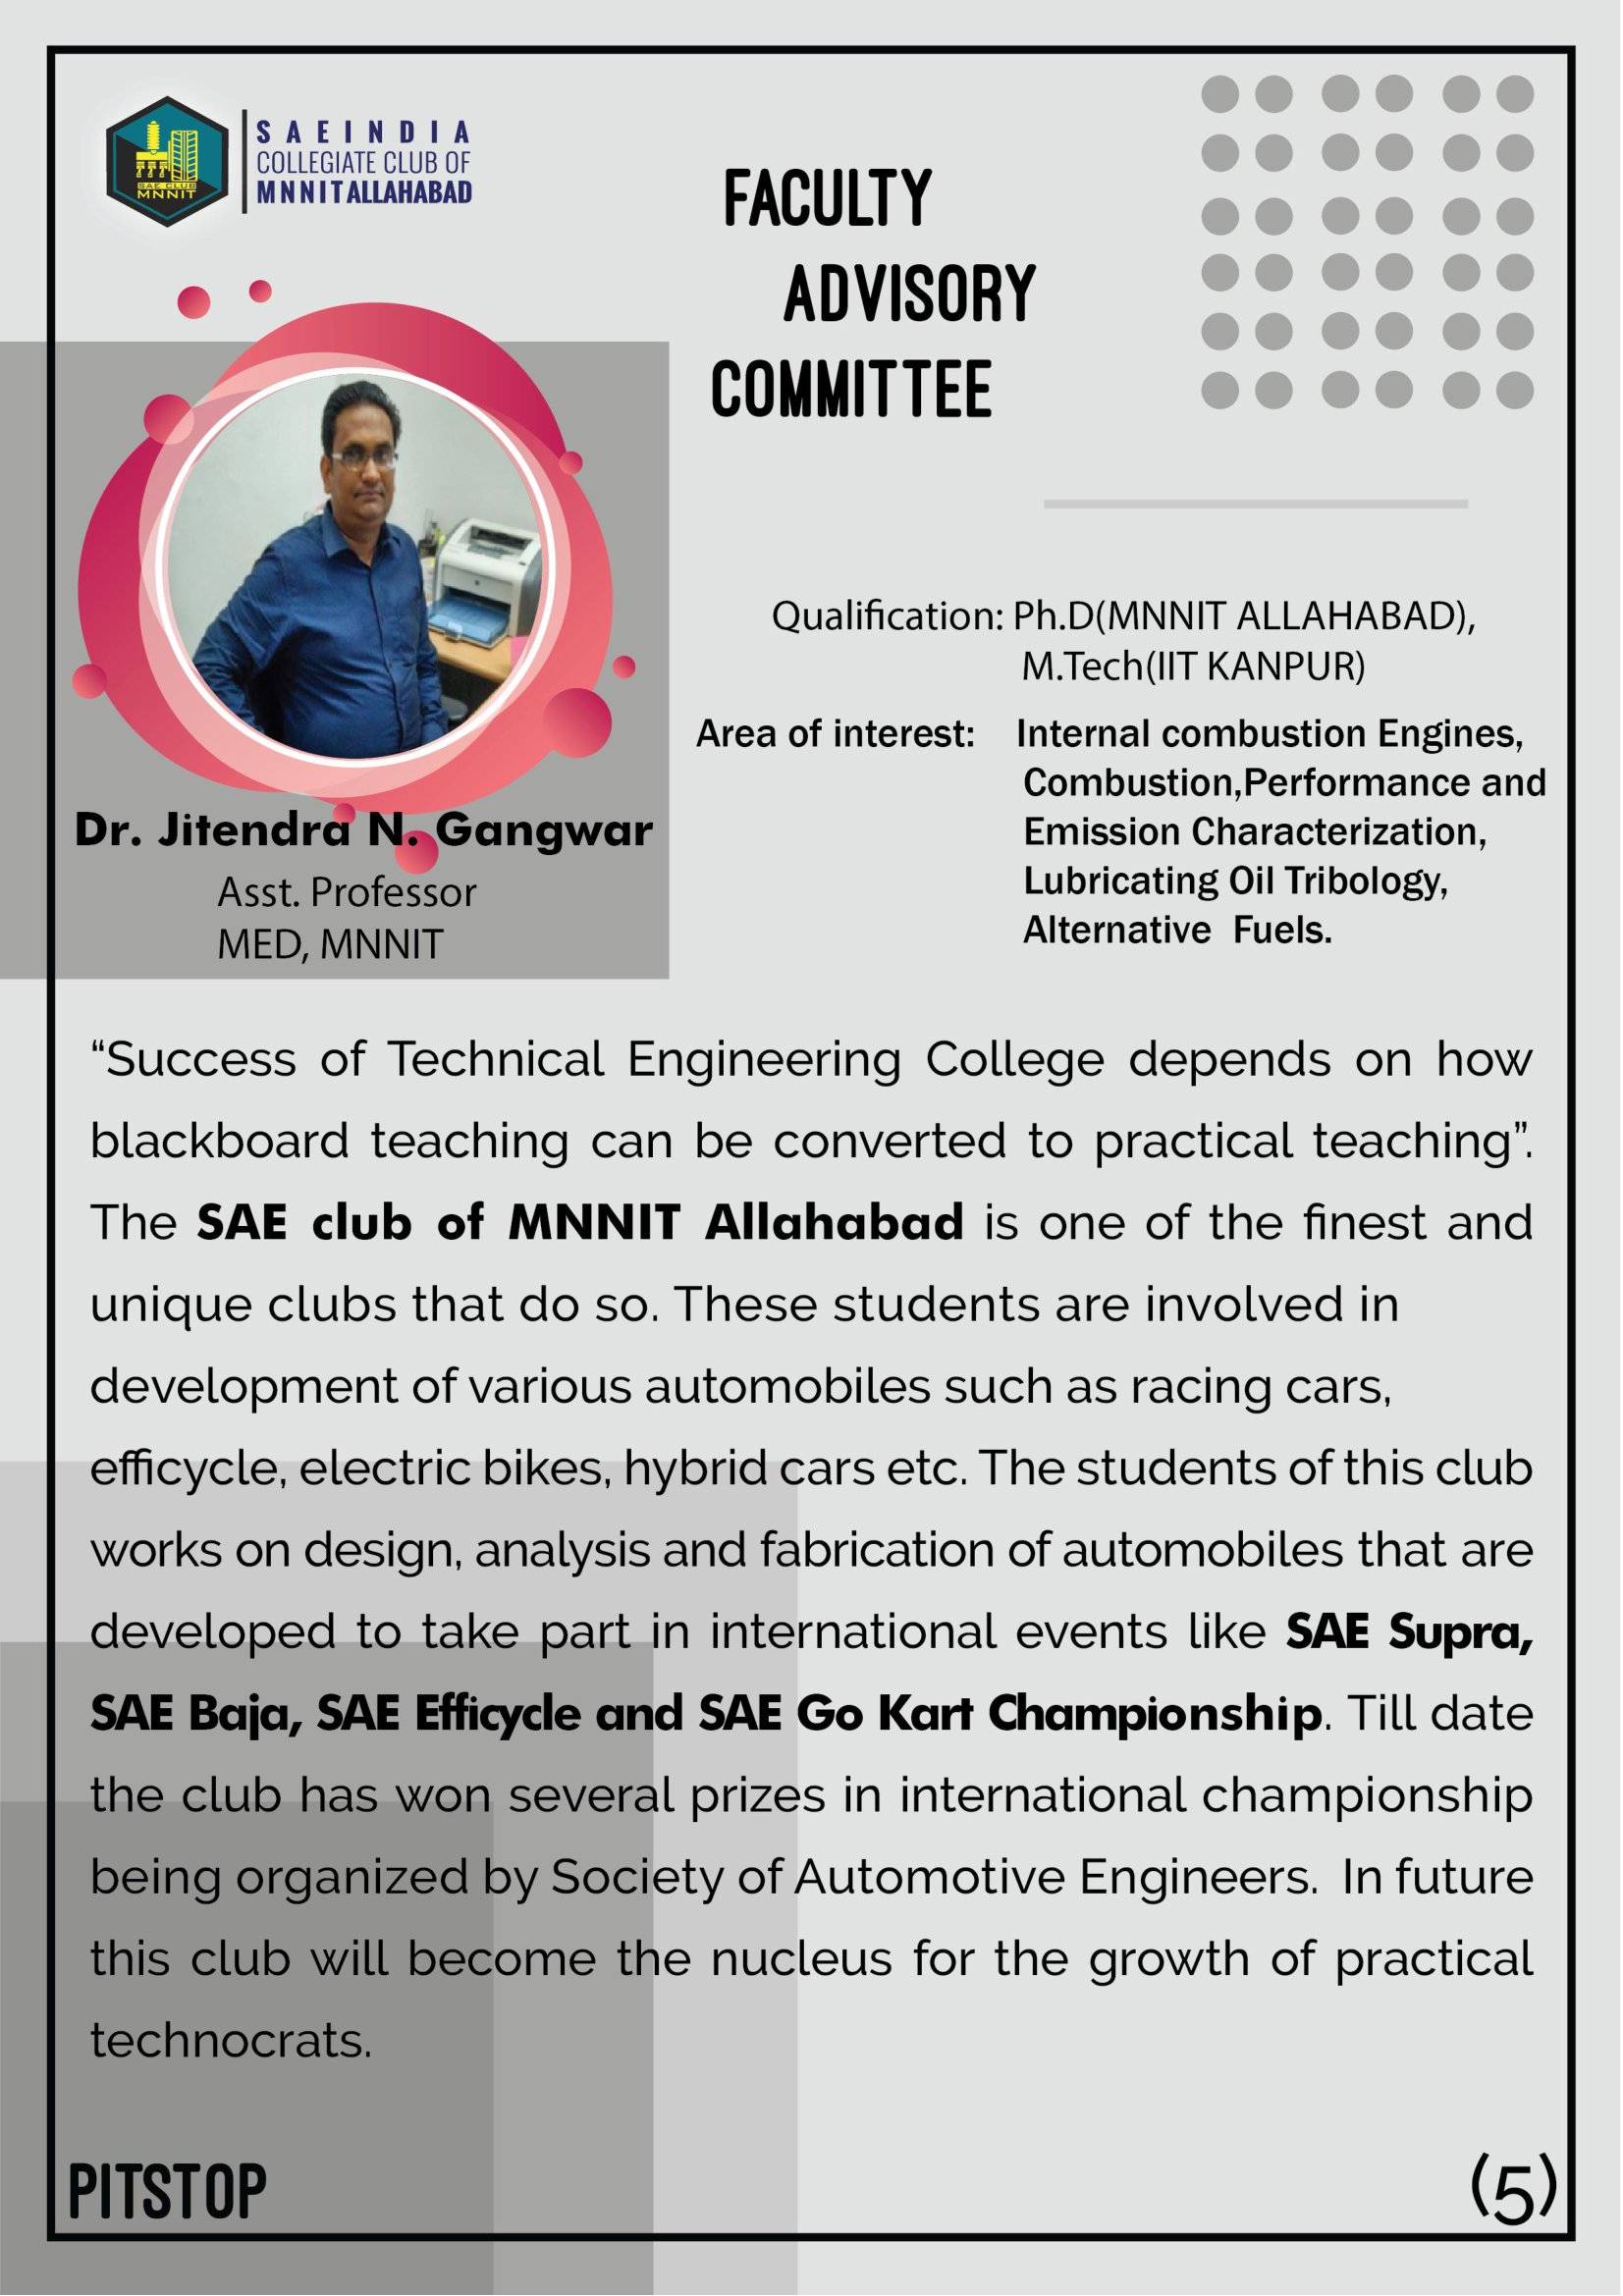 SAEINDIA
COLLEGIATE CLUB OF
MNNIT ALLAHABAD
SAE CLUB
MNNIT
FACULTY
ADVISORY
COMMITTEE
Dr. Jitendra N. Gangwar
Asst. Professor
MED, MNNIT
Qualification: Ph.D(MNNIT ALLAHABAD),
M.Tech(IIT KANPUR)
Area of interest: Internal combustion Engines,
Combustion,Performance and
Emission Characterization,
Lubricating Oil Tribology,
Alternative Fuels.
“Success of Technical Engineering College depends on how
blackboard teaching can be converted to practical teaching”.
The SAE club of MNNIT Allahabad is one of the finest and
unique clubs that do so. These students are involved in
development of various automobiles such as racing cars,
efficycle, electric bikes, hybrid cars etc. The students of this club
works on design, analysis and fabrication of automobiles that are
developed to take part in international events like SAE Supra,
SAE Baja, SAE Efficycle and SAE Go Kart Championship. Till date
the club has won several prizes in international championship
being organized by Society of Automotive Engineers. In future
this club will become the nucleus for the growth of practical
technocrats.
PITSTOP
(5)